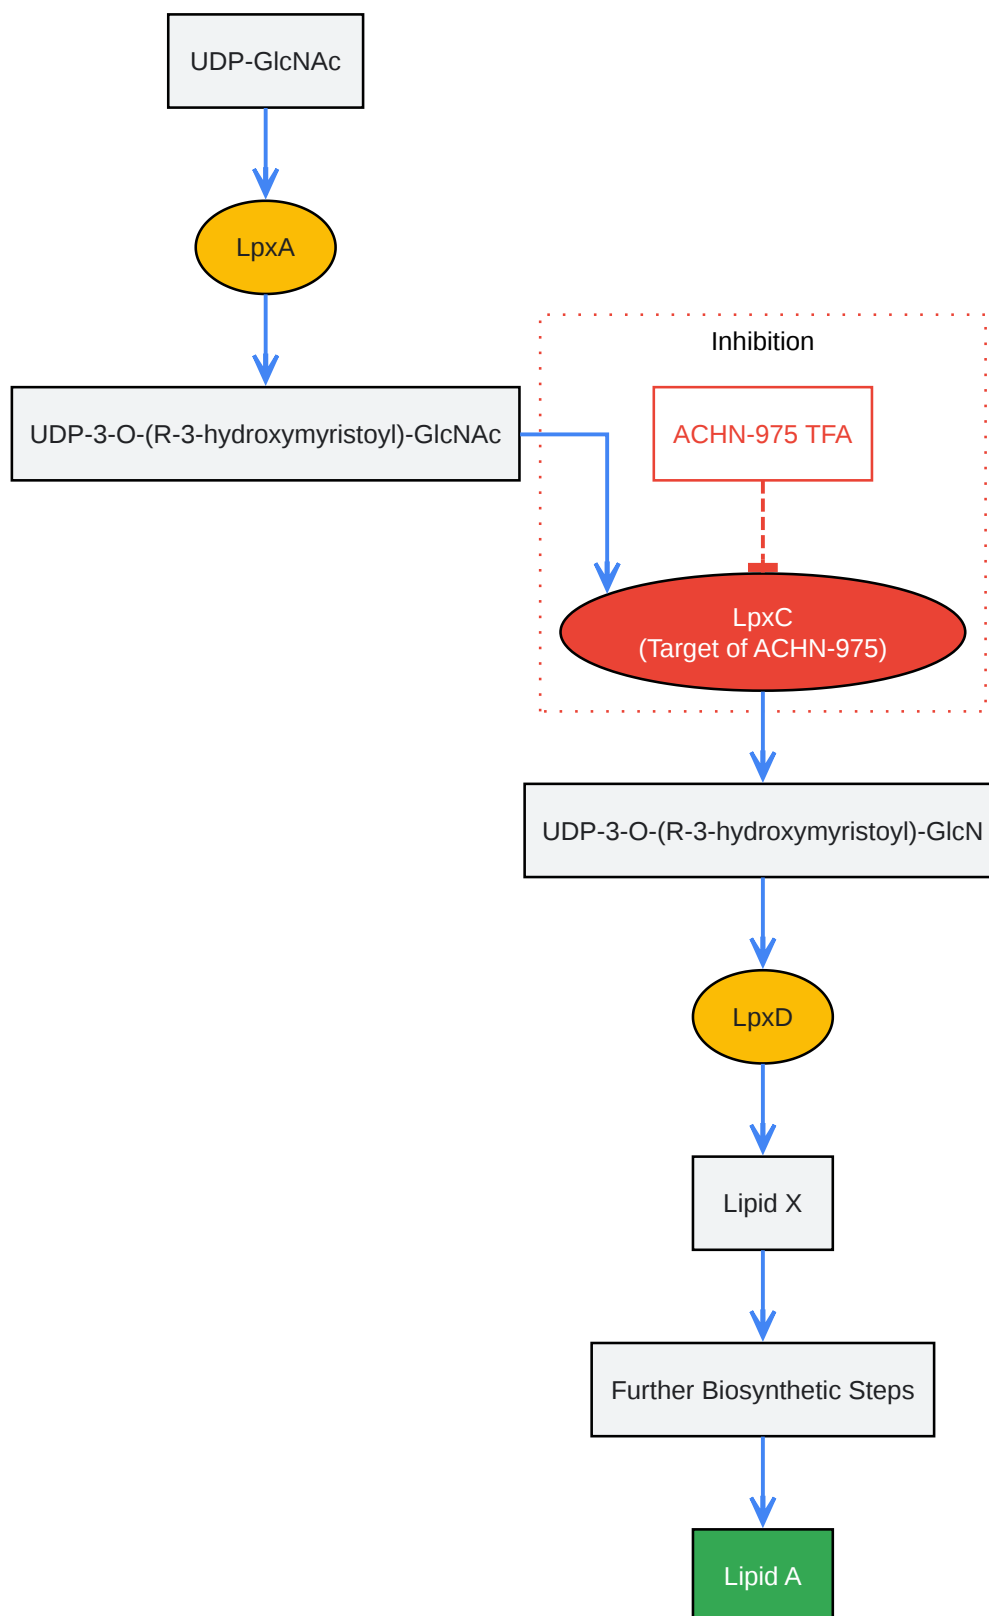 UDP-GlcNAc
LpxA
Inhibition
UDP-3-O-(R-3-hydroxymyristoyl)-GlcNAc
ACHN-975 TFA
LpxC
(Target of ACHN-975)
UDP-3-O-(R-3-hydroxymyristoyl)-GlcN
LpxD
Lipid X
Further Biosynthetic Steps
Lipid A